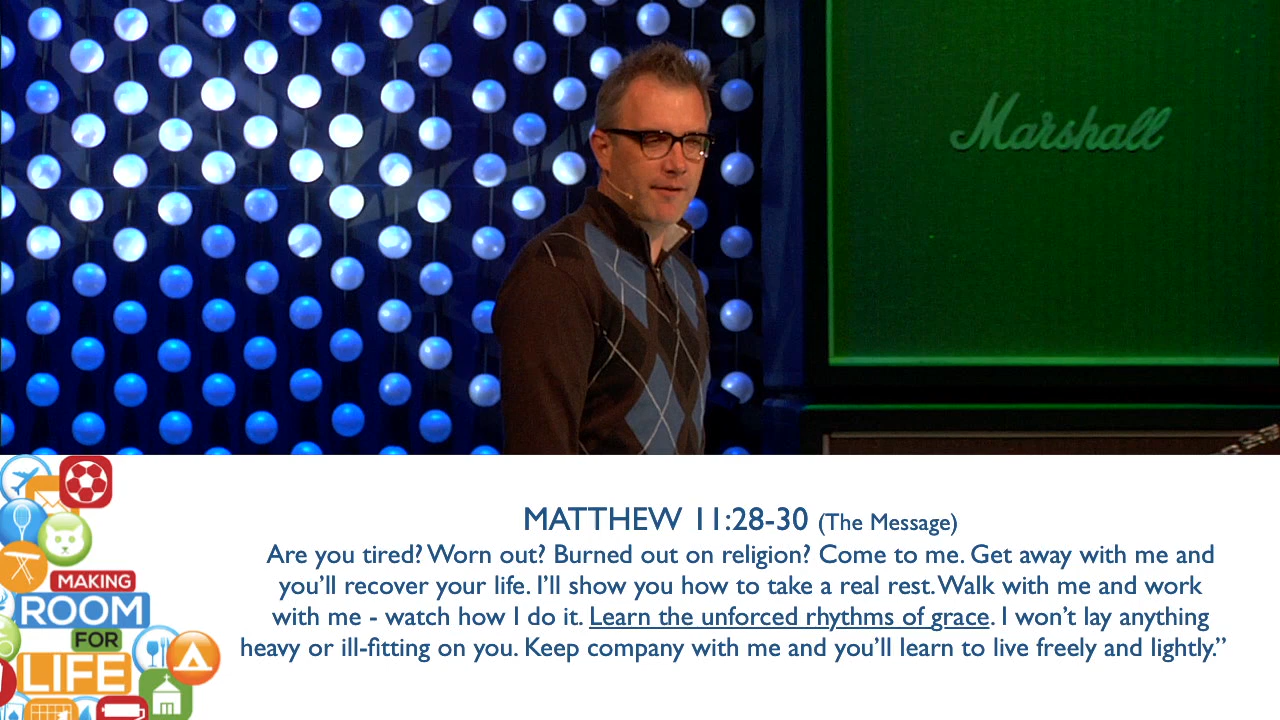 Marshall
MATTHEW 11:28-30 (The Message)
Are you tired? Worn out? Burned out on religion? Come to me. Get away with me and
you'll recover your life. I'll show you how to take a real rest. Walk with me and work
with me - watch how I do it. Learn the unforced rhythms of grace. I won't lay anything
heavy or ill-fitting on you. Keep company with me and you'll learn to live freely and lightly.”
MAKING
ROOM
FOR
LIFE